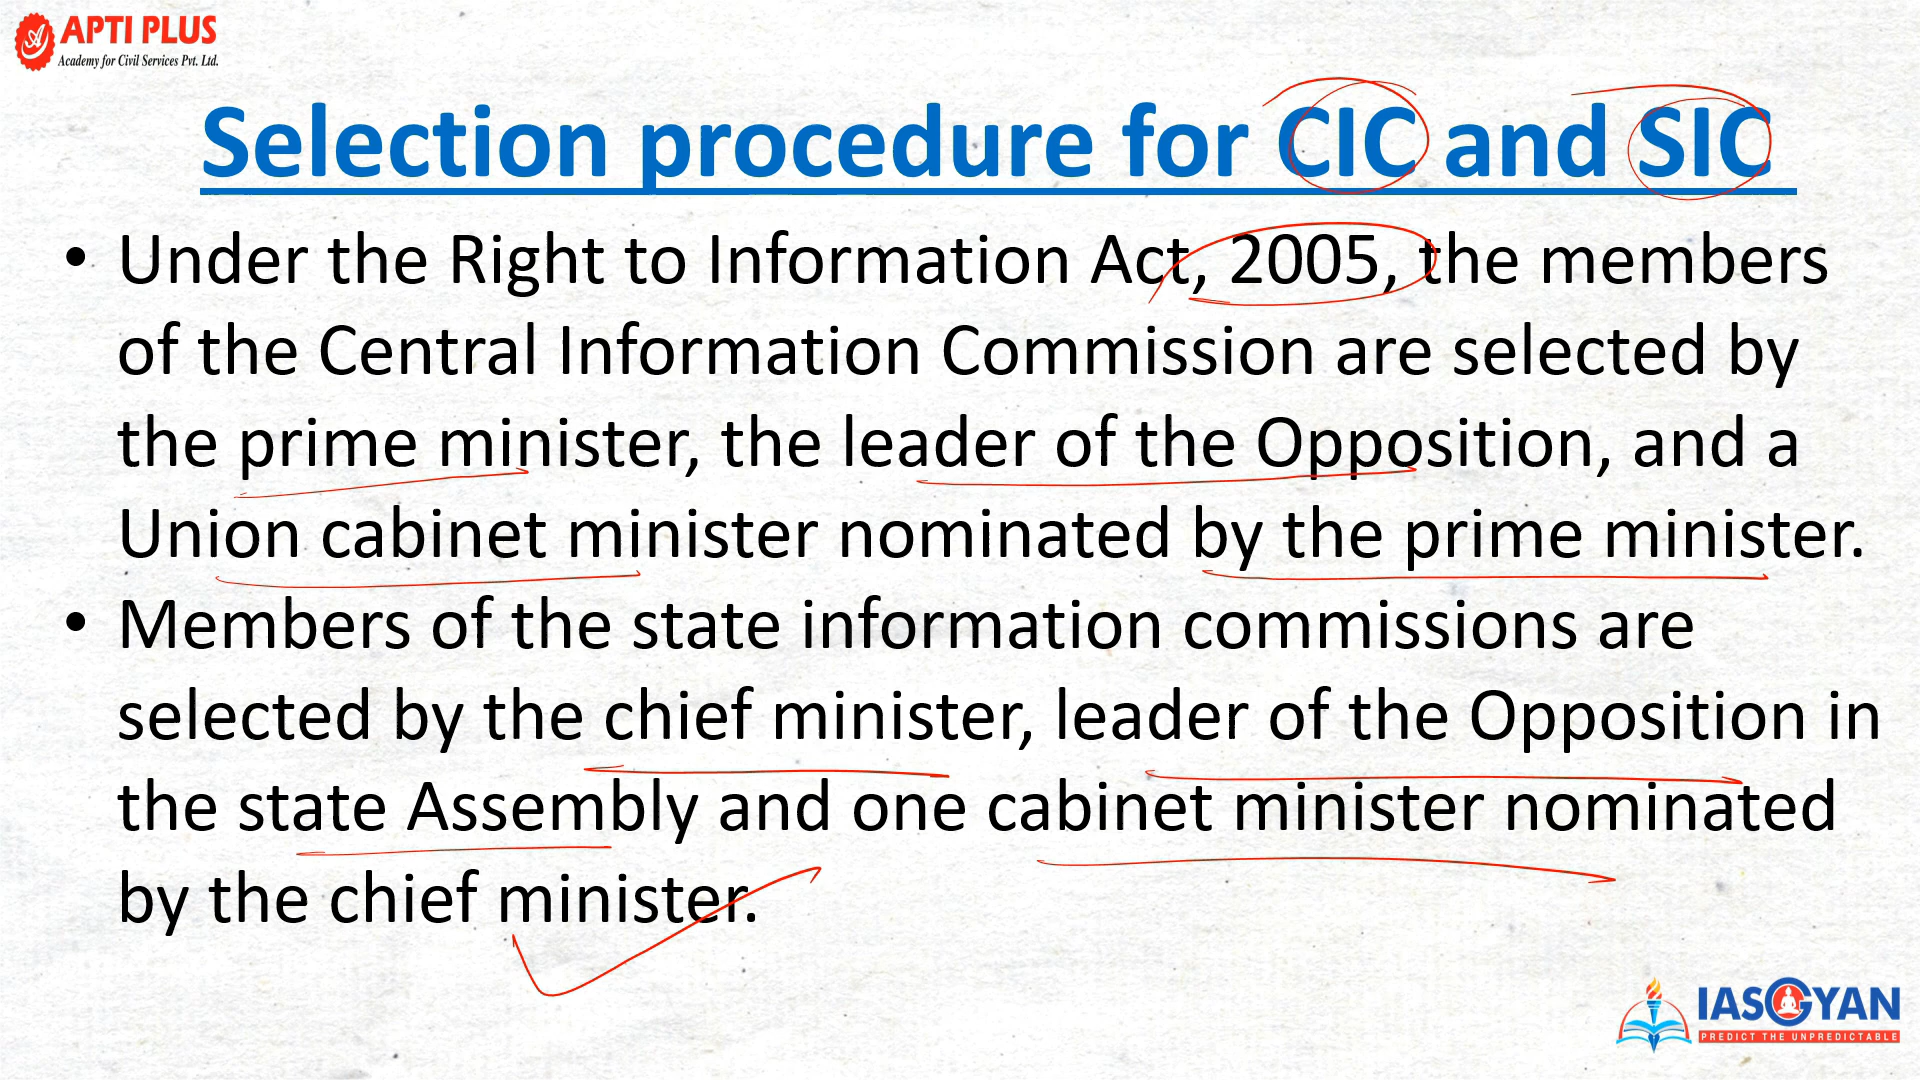 APTI PLUS
Academy for Civil Services Pvt. Ltd.
Selection procedure for CIC and SIC
• Under the Right to Information Act, 2005, the members
of the Central Information Commission are selected by
the prime minister, the leader of the Opposition, and a
Union cabinet minister nominated by the prime minister.
• Members of the state information commissions are
selected by the chief minister, leader of the Opposition in
the state Assembly and one cabinet minister nominated
by the chief minister.
IASGYAN
PREDICT THE UNPREDICTABLE